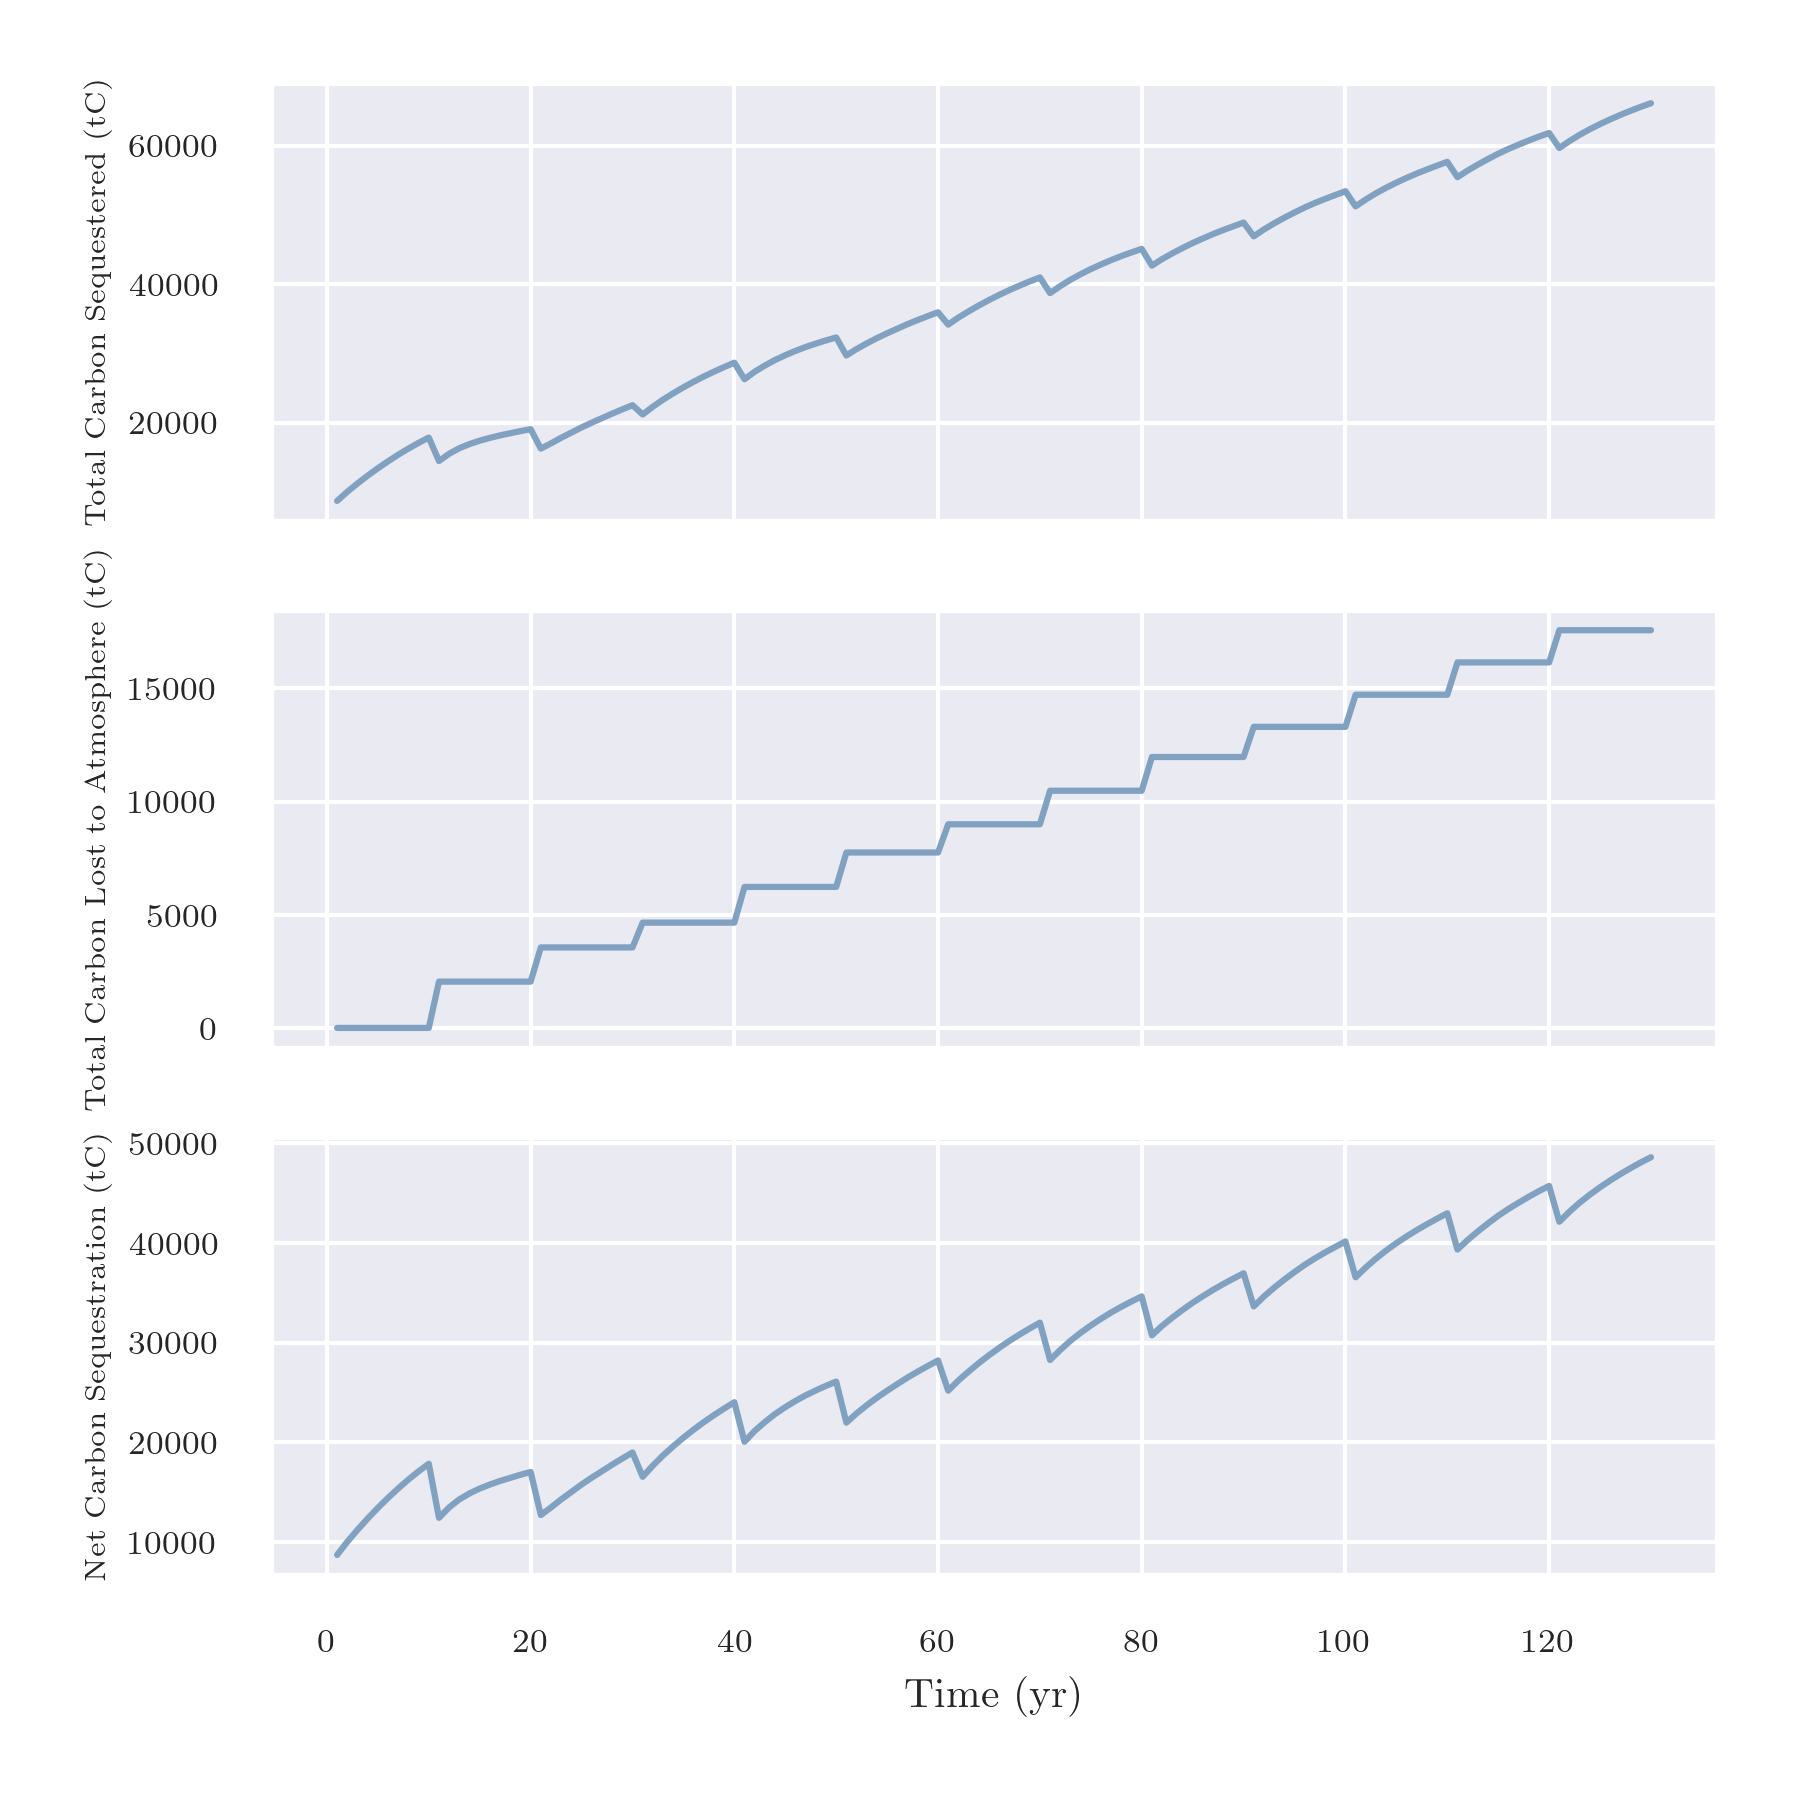 Total Carbon Sequestered (tC)
60000
40000
20000
Total Carbon Lost to Atmosphere (tC)
15000
10000
5000
0
Net Carbon Sequestration (tC)
50000
40000
30000
20000
10000
0 20 40 60 80 100 120
Time (yr)